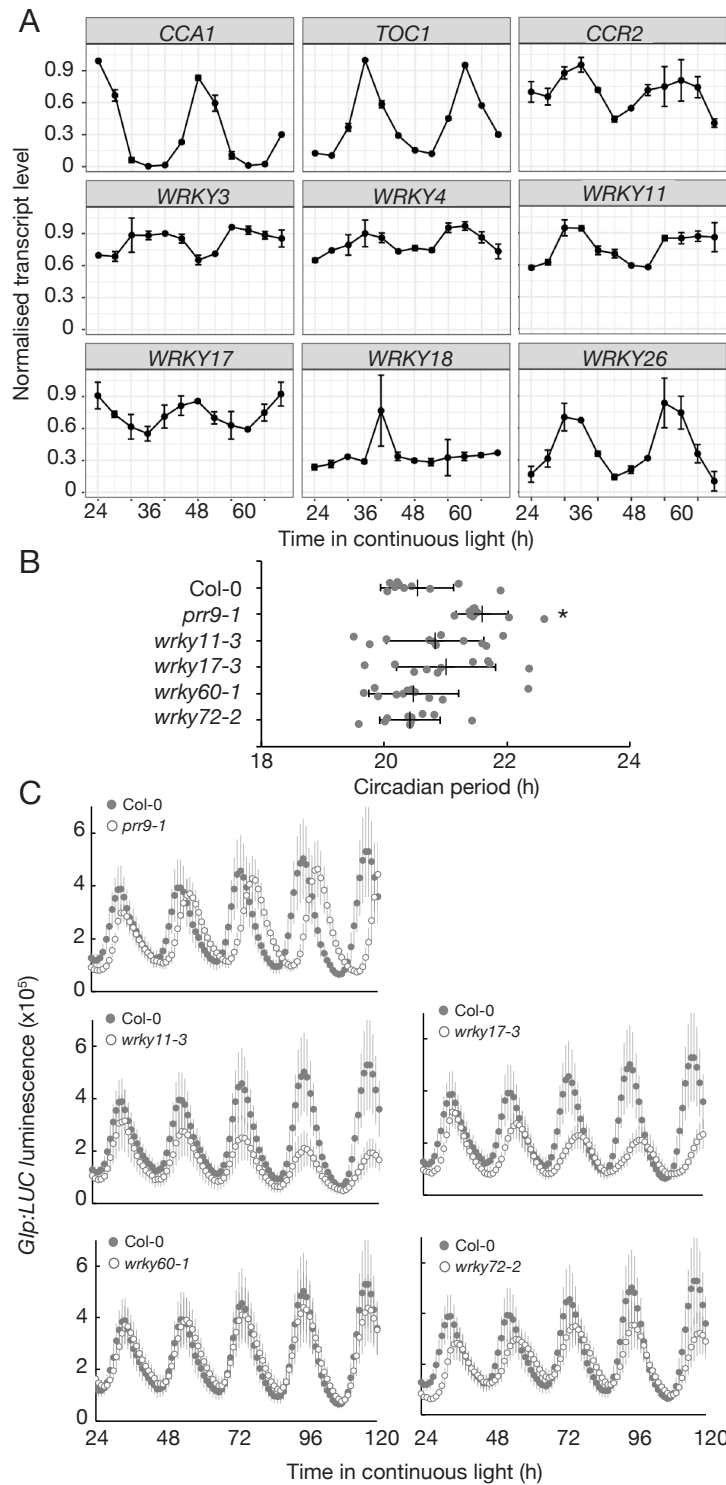 A
CCA1 TOC1 CCR2
0.9
0.6
0.3
0
WRKY3 WRKY4 WRKY11
0.9
0.6
0.3
0
WRKY17 WRKY18 WRKY26
0.9
0.6
0.3
0
Normalised transcript level
24 36 48 60 24 36 48 60 24 36 48 60
Time in continuous light (h)
B
Col-0
prr9-1 *
wrky11-3
wrky17-3
wrky60-1
wrky72-2
18 20 22 24
Circadian period (h)
C
Col-0
prr9-1
6
4
2
0
Col-0
wrky11-3
6
4
2
0
Col-0
wrky17-3
GIp:LUC luminescence (x10⁵)
Col-0
wrky60-1
6
4
2
0
Col-0
wrky72-2
24 48 72 96 120 24 48 72 96 120
Time in continuous light (h)